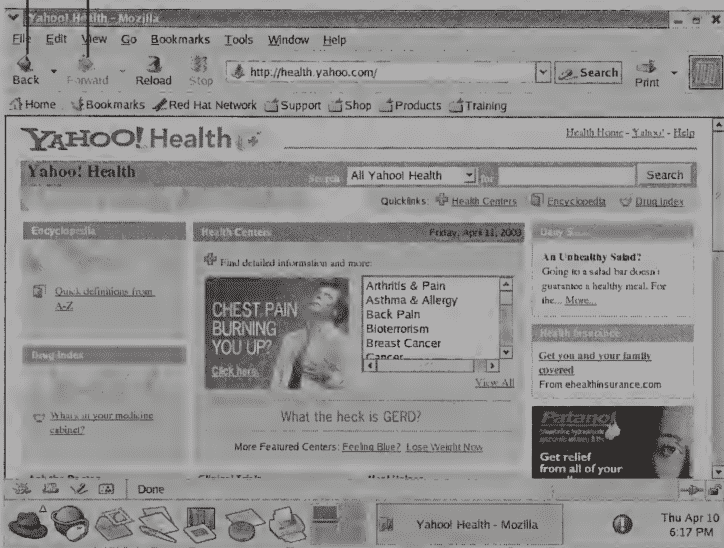 Yahoo! Health - Mozilla
File Edit View Go Bookmarks Tools Window Help
Back Forward Reload Stop http://health.yahoo.com/ Search Print
Home Bookmarks Red Hat Network Support Shop Products Training
YAHOO! Health
Health Home - Yahoo! - Help
Yahoo! Health
Search All Yahoo! Health for Search
Quicklinks: Health Centers Encyclopedia Drug Index
Encyclopedia
Quick definitions from
A-Z
Drug Index
What's in your medicine
cabinet?
Health Centers Friday, April 11, 2003
Find detailed information and more:
CHEST PAIN
BURNING
YOU UP?
Click here.
Arthritis & Pain
Asthma & Allergy
Back Pain
Bioterrorism
Breast Cancer
Cancer
View All
What the heck is GERD?
More Featured Centers: Feeling Blue? Lose Weight Now
Daily
An Unhealthy Salad?
Going to a salad bar doesn't
guarantee a healthy meal. For
the... More...
Health Insurance
Get you and your family
covered
From ehealthinsurance.com
Patanol
Get relief
from all of your
Done
Yahoo! Health - Mozilla
Thu Apr 10
6:17 PM